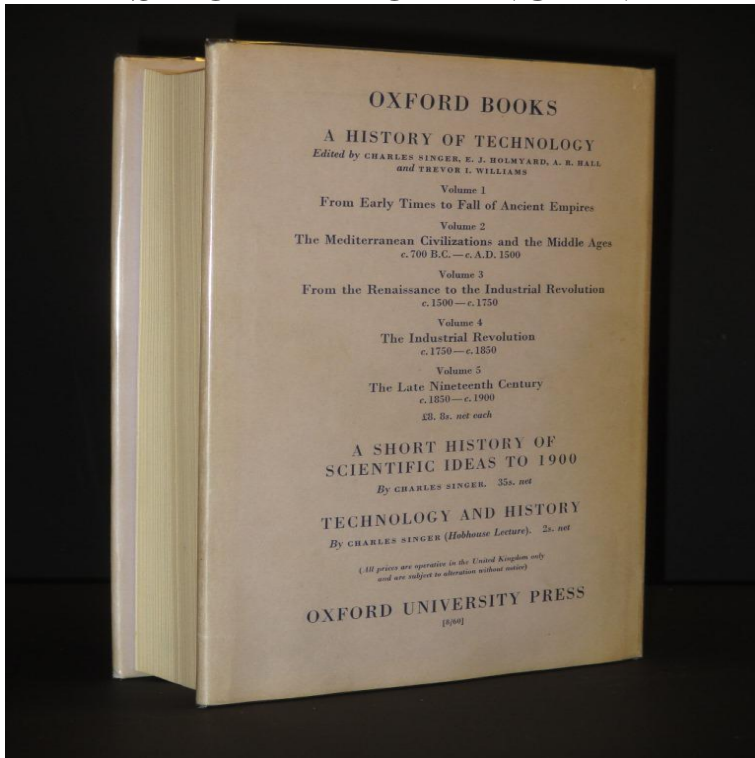 OXFORD BOOKS
A HISTORY OF TECHNOLOGY
Edited by CHARLES SINGER, E. J. HOLMYARD, A. R. HALL
and TREVOR I. WILLIAMS
Volume 1
From Early Times to Fall of Ancient Empires
Volume 2
The Mediterranean Civilizations and the Middle Ages
c. 700 B.C. — c. A.D. 1500
Volume 3
From the Renaissance to the Industrial Revolution
c. 1500 — c. 1750
Volume 4
The Industrial Revolution
c. 1750 — c. 1850
Volume 5
The Late Nineteenth Century
c. 1850 — c. 1900
£8. 8s. net each
A SHORT HISTORY OF
SCIENTIFIC IDEAS TO 1900
By CHARLES SINGER. 35s. net
TECHNOLOGY AND HISTORY
By CHARLES SINGER (Hobhouse Lecture). 2s. net
(All prices are operative in the United Kingdom only
and are subject to alteration without notice)
OXFORD UNIVERSITY PRESS
[8/60]